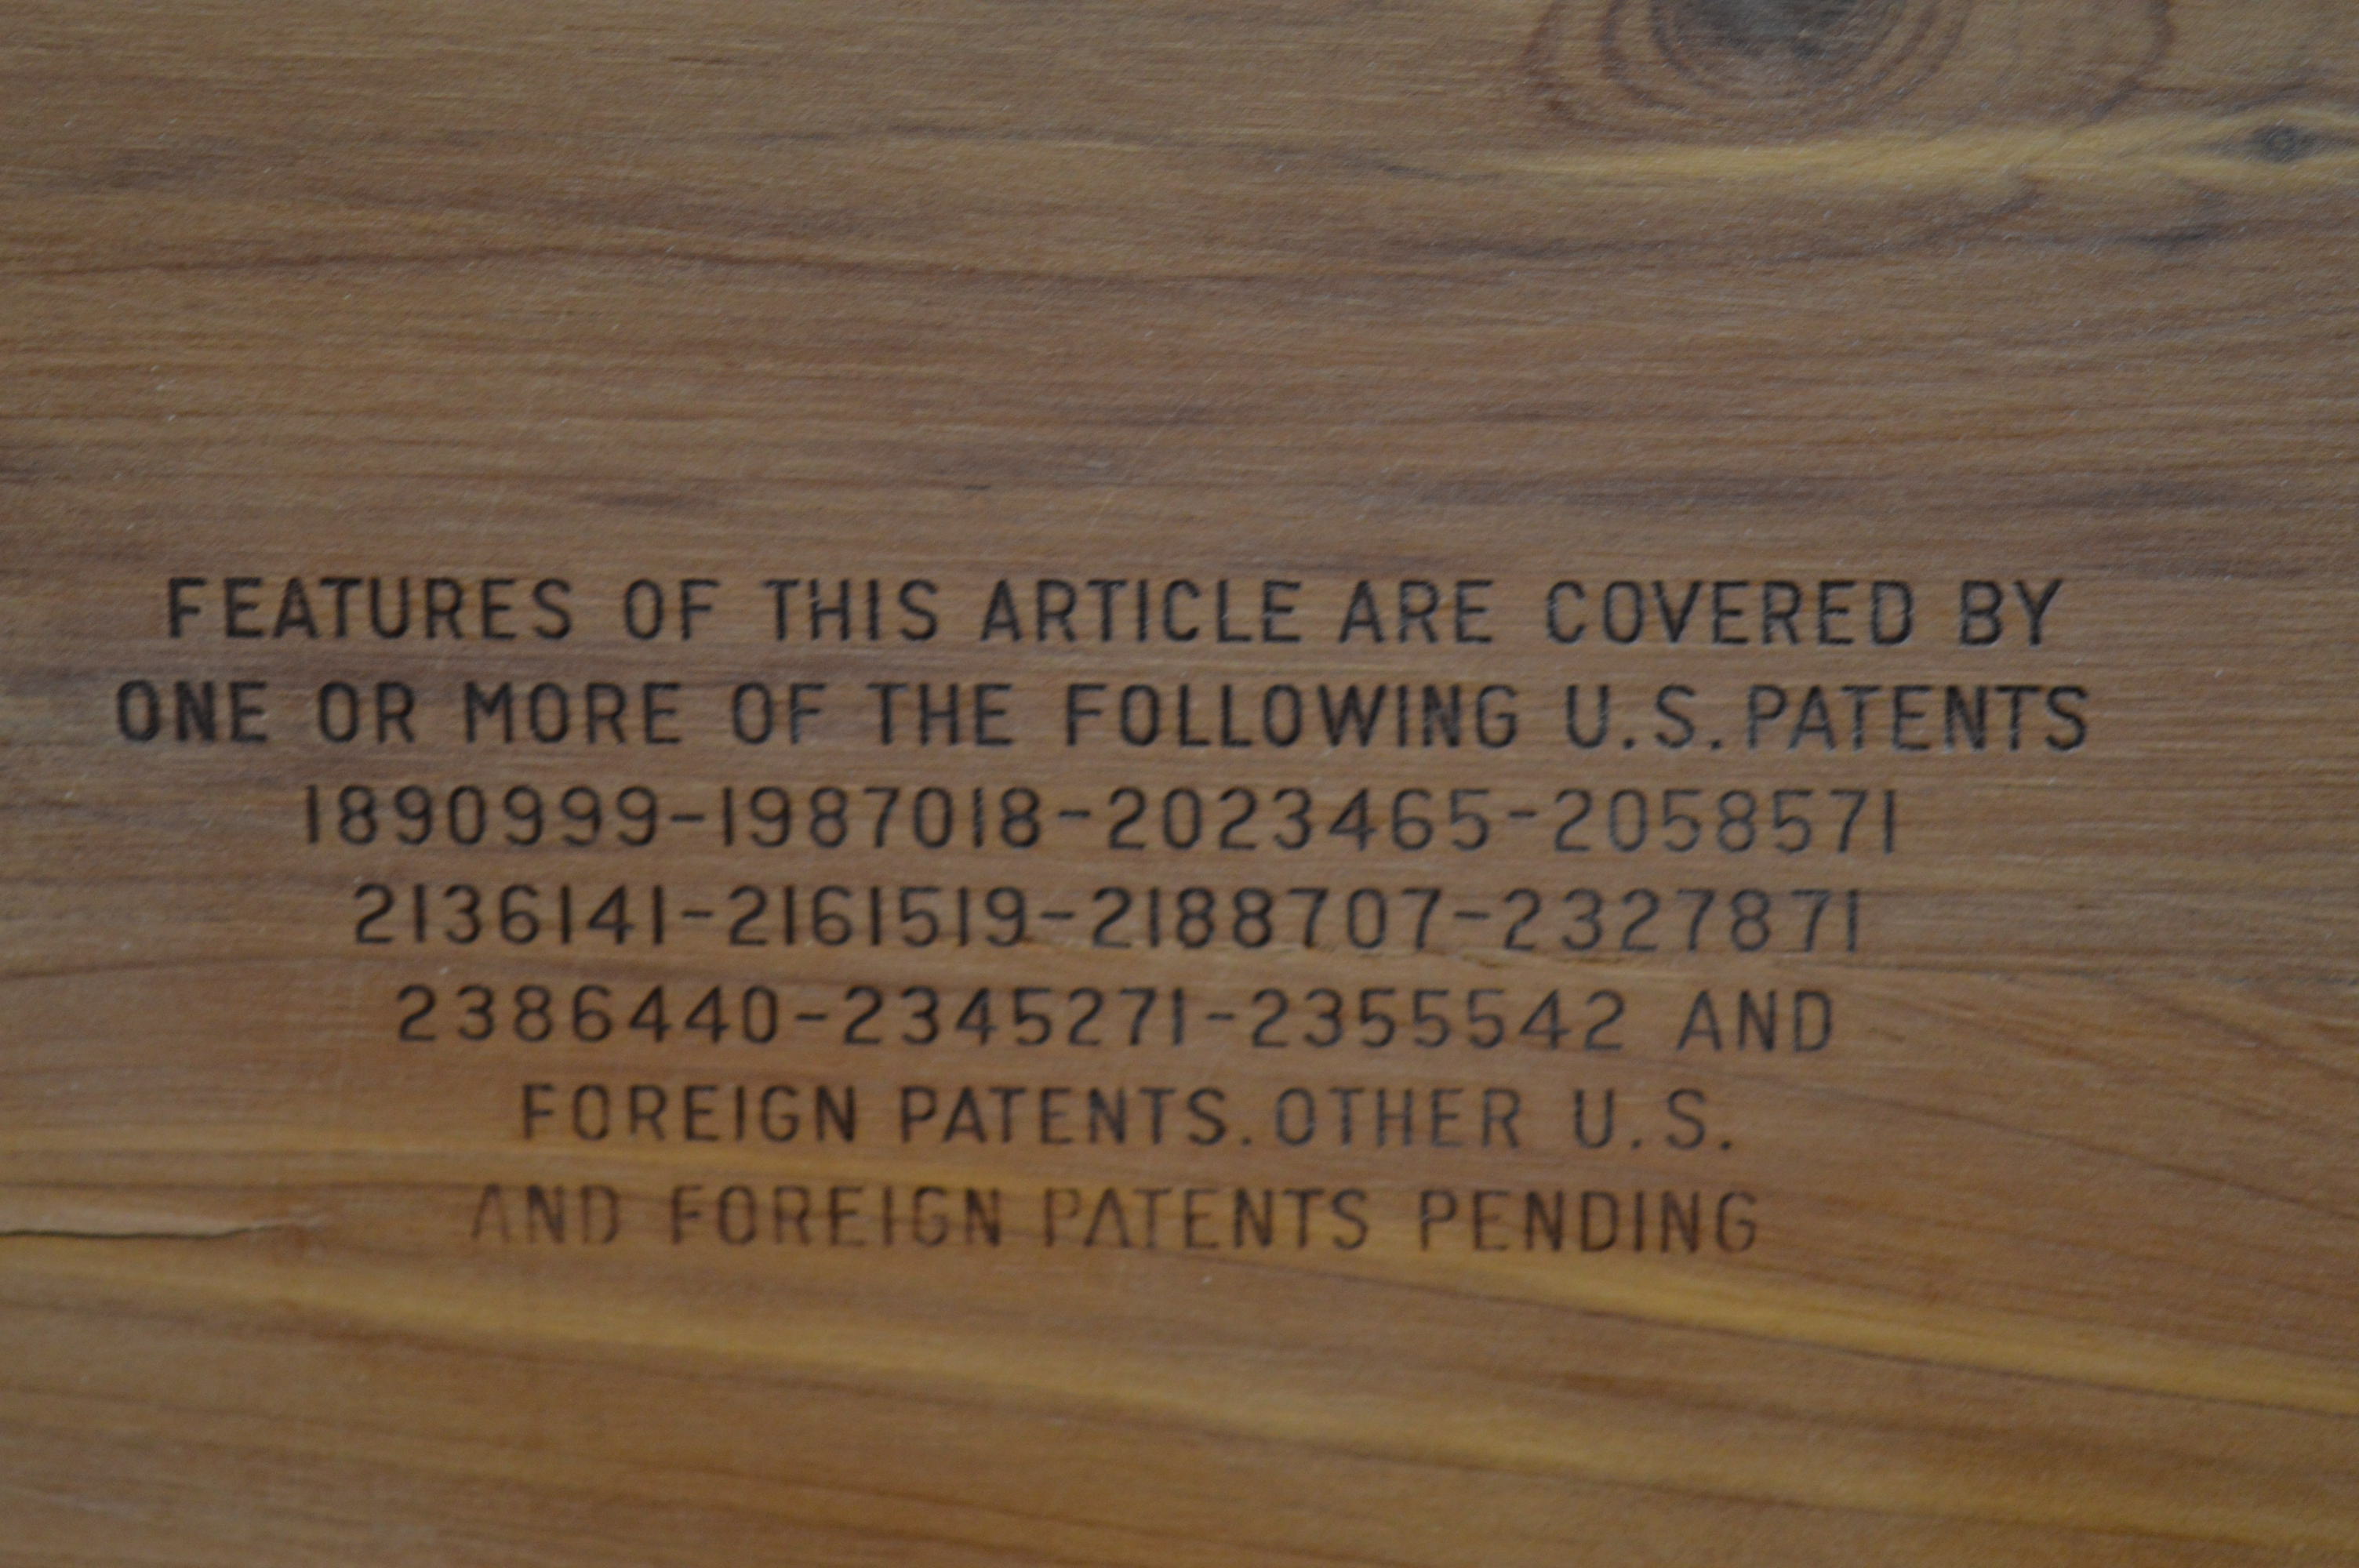 FEATURES OF THIS ARTICLE ARE COVERED BY
ONE OR MORE OF THE FOLLOWING U.S. PATENTS
1890999-1987018-2023465-2058571
2136141-2161519-2188707-2327871
2386440-2345271-2355542 AND
FOREIGN PATENTS. OTHER U.S.
AND FOREIGN PATENTS PENDING